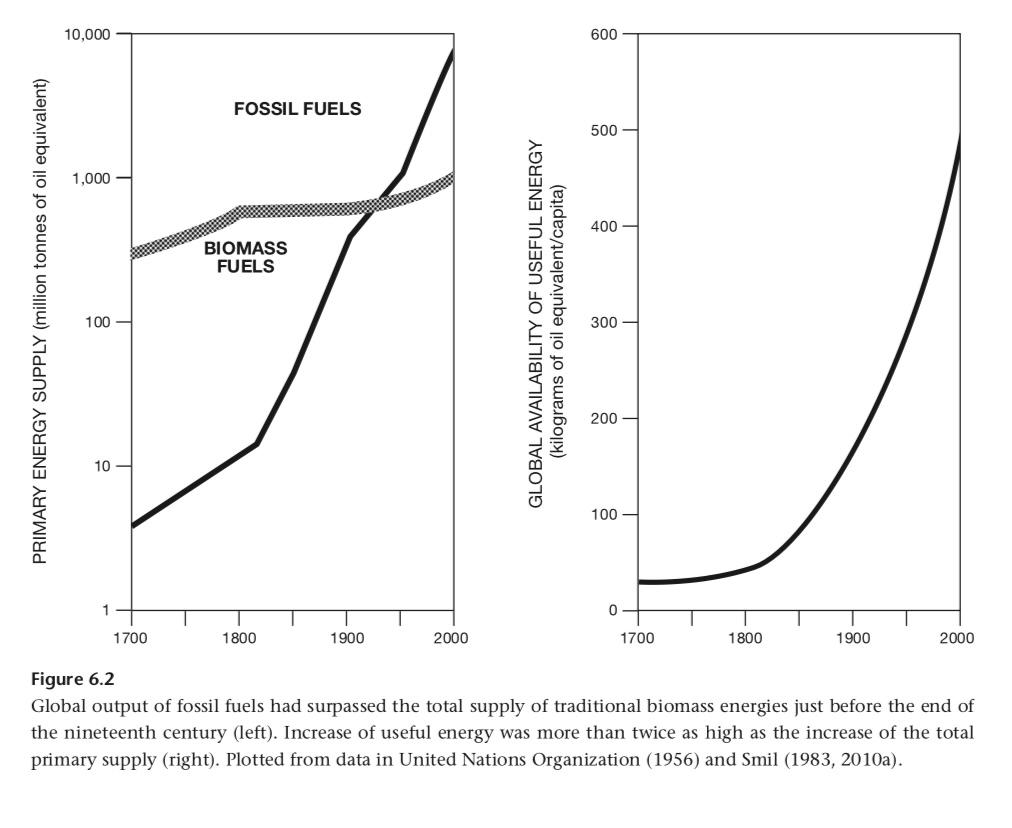 PRIMARY ENERGY SUPPLY (million tonnes of oil equivalent)
10,000
1,000
100
10
1
FOSSIL FUELS
BIOMASS
FUELS
1700
1800
1900
2000
GLOBAL AVAILABILITY OF USEFUL ENERGY
(kilograms of oil equivalent/capita)
600
500
400
300
200
100
0
1700
1800
1900
2000
Figure 6.2
Global output of fossil fuels had surpassed the total supply of traditional biomass energies just before the end of
the nineteenth century (left). Increase of useful energy was more than twice as high as the increase of the total
primary supply (right). Plotted from data in United Nations Organization (1956) and Smil (1983, 2010a).